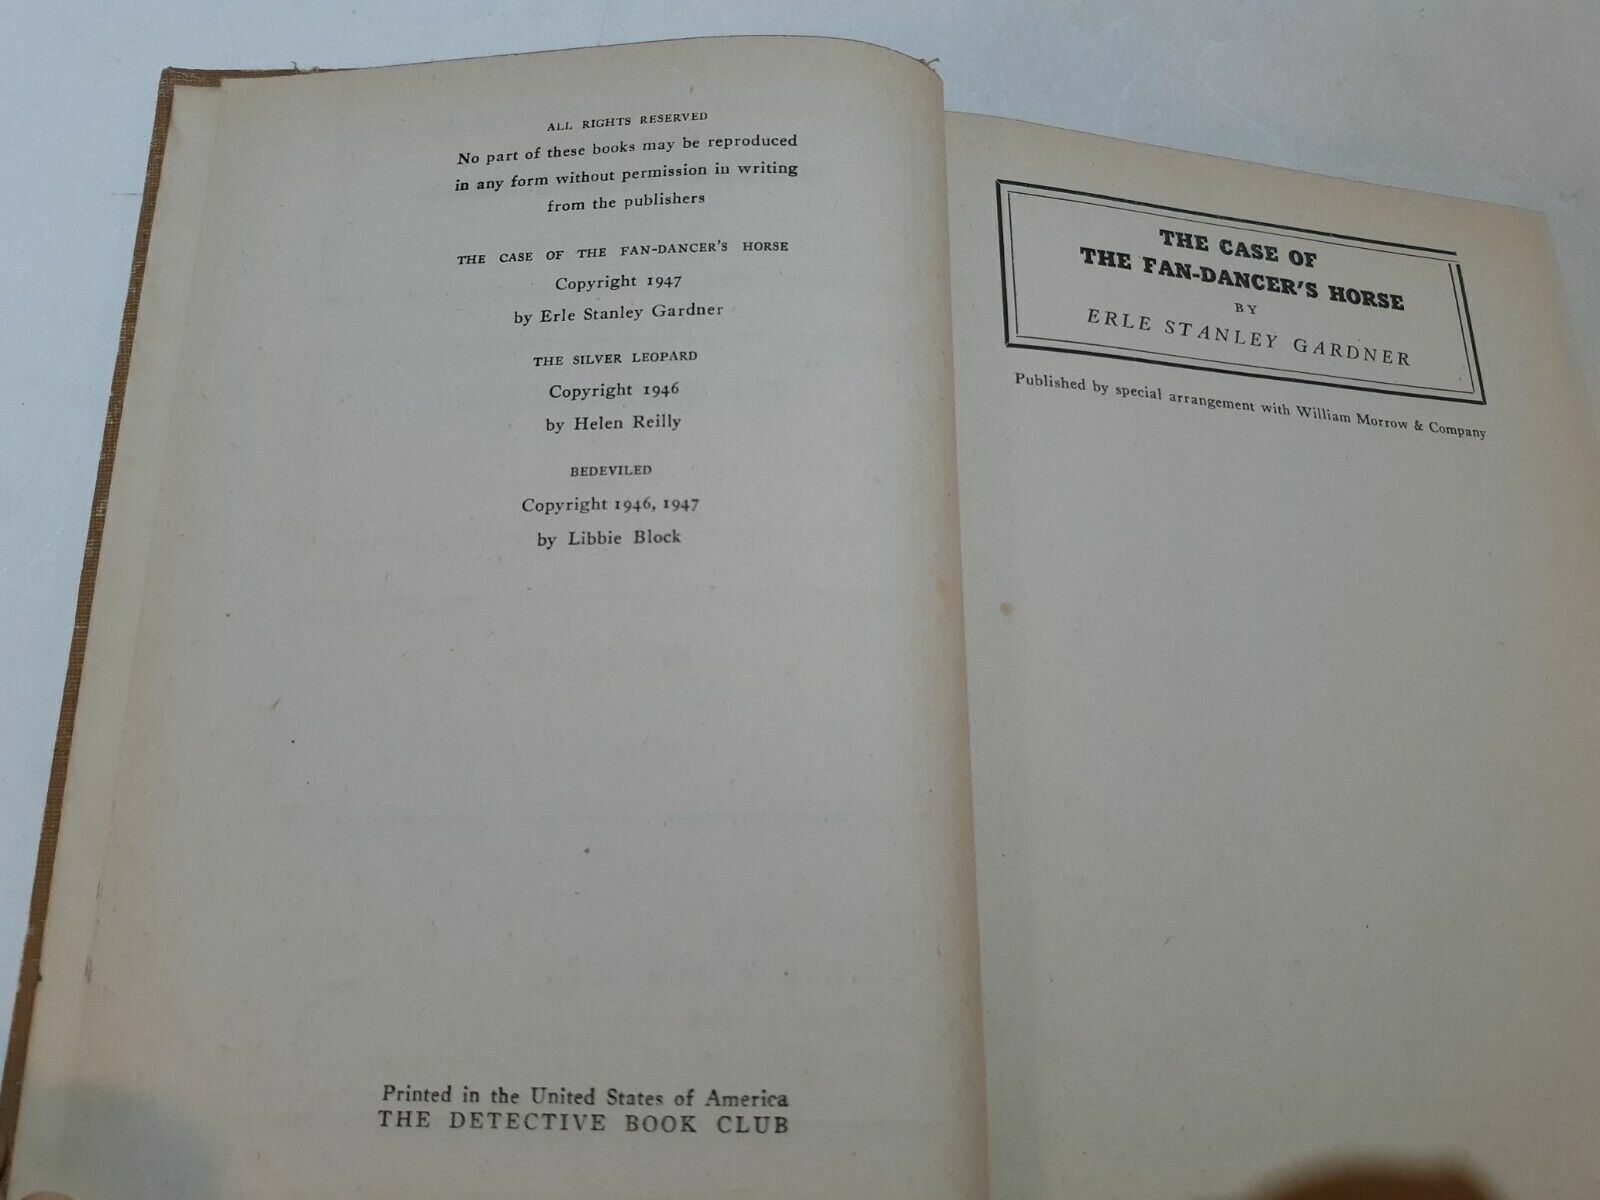 ALL RIGHTS RESERVED
No part of these books may be reproduced
in any form without permission in writing
from the publishers
THE CASE OF THE FAN-DANCER'S HORSE
Copyright 1947
by Erle Stanley Gardner
THE SILVER LEOPARD
Copyright 1946
by Helen Reilly
BEDEVILED
Copyright 1946, 1947
by Libbie Block
Printed in the United States of America
THE DETECTIVE BOOK CLUB
THE CASE OF
THE FAN-DANCER'S HORSE
BY
ERLE STANLEY GARDNER
Published by special arrangement with William Morrow & Company